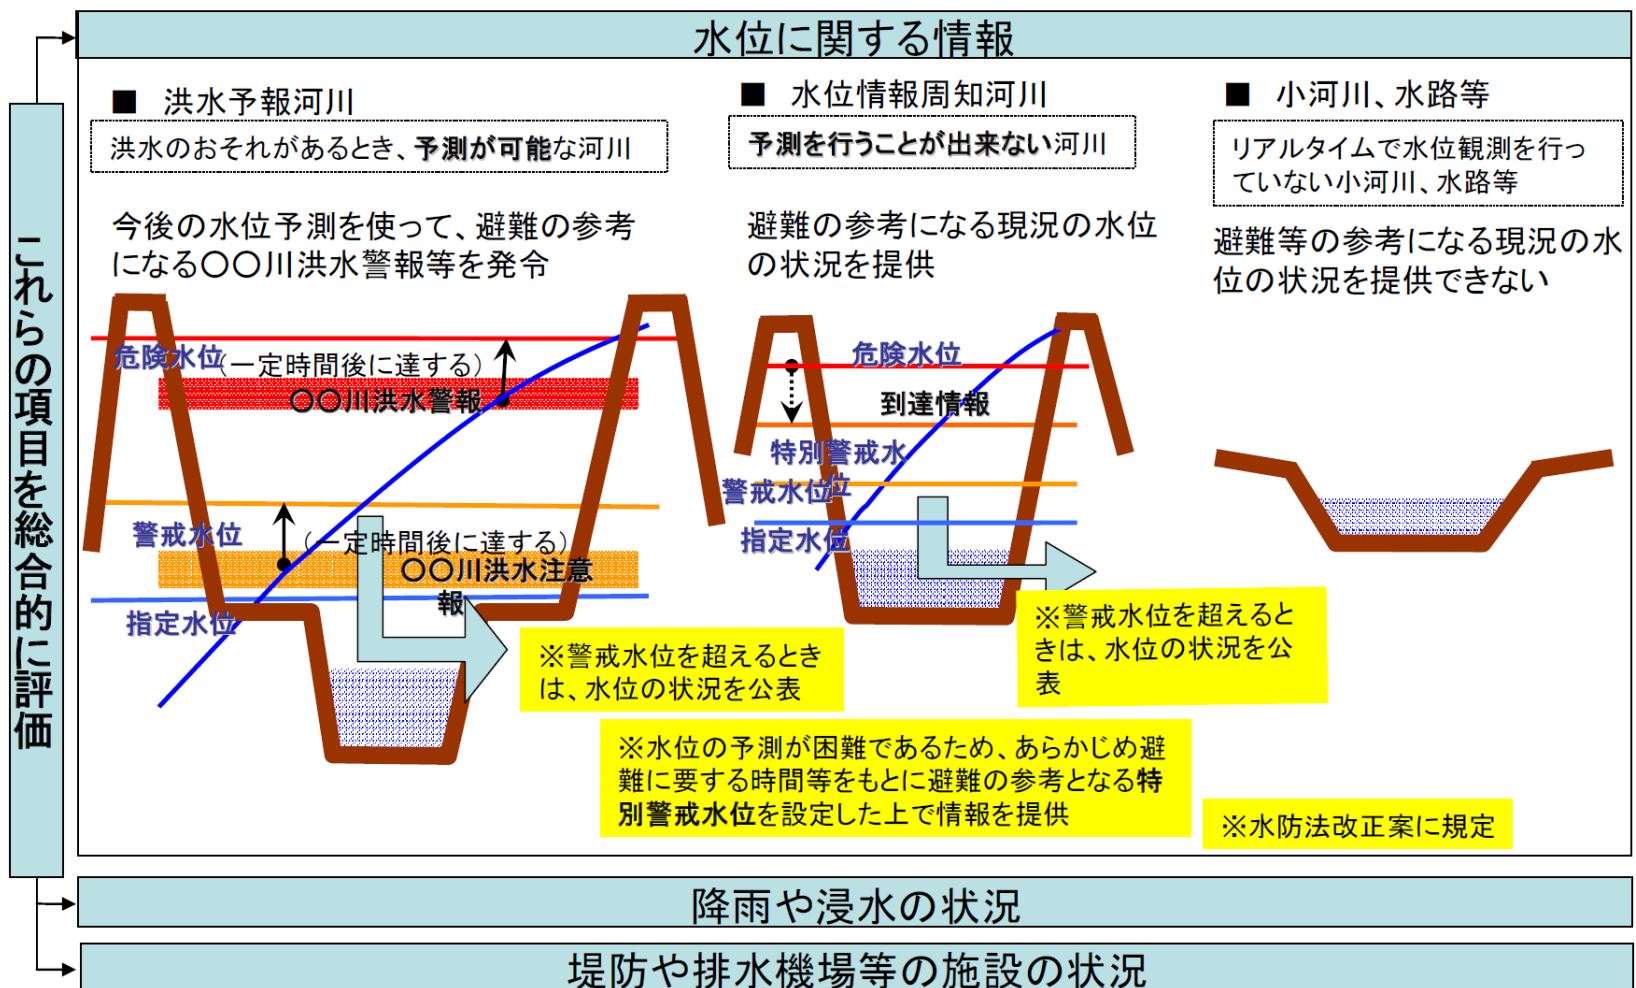 これらの項目を総合的に評価
水位に関する情報
■ 洪水予報河川
洪水のおそれがあるとき、予測が可能な河川
今後の水位予測を使って、避難の参考
になる〇〇川洪水警報等を発令
危険水位
(一定時間後に達する)
〇〇川洪水警報
警戒水位
(一定時間後に達する)
〇〇川洪水注意
報
指定水位
※警戒水位を超えるとき
は、水位の状況を公表
■ 水位情報周知河川
予測を行うことが出来ない河川
避難の参考になる現況の水位
の状況を提供
危険水位
到達情報
特別警戒水
位
警戒水位
指定水位
※警戒水位を超えると
きは、水位の状況を公
表
※水位の予測が困難であるため、あらかじめ避
難に要する時間等をもとに避難の参考となる特
別警戒水位を設定した上で情報を提供
■ 小河川、水路等
リアルタイムで水位観測を行っ
ていない小河川、水路等
避難等の参考になる現況の水
位の状況を提供できない
※水防法改正案に規定
降雨や浸水の状況
堤防や排水機場等の施設の状況